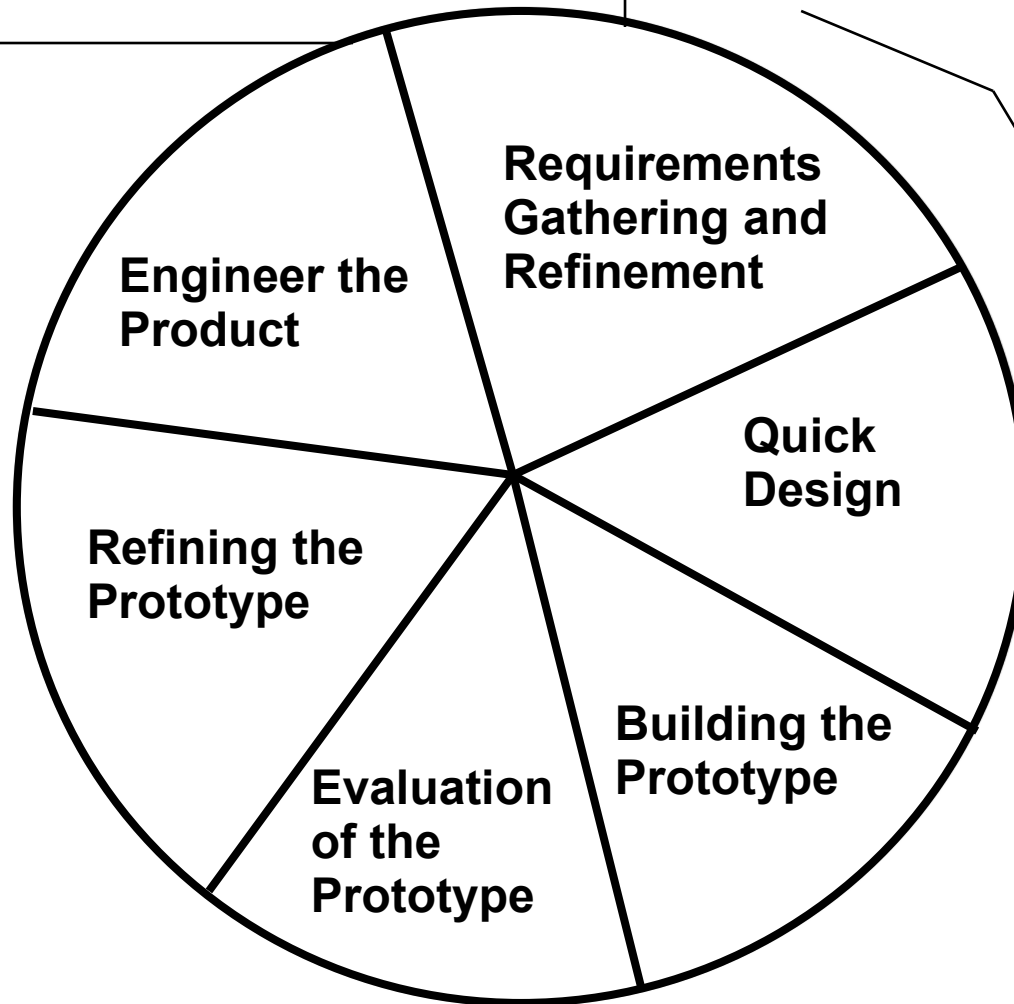 Requirements
Gathering and
Refinement
Quick
Design
Building the
Prototype
Evaluation
of the
Prototype
Refining the
Prototype
Engineer the
Product